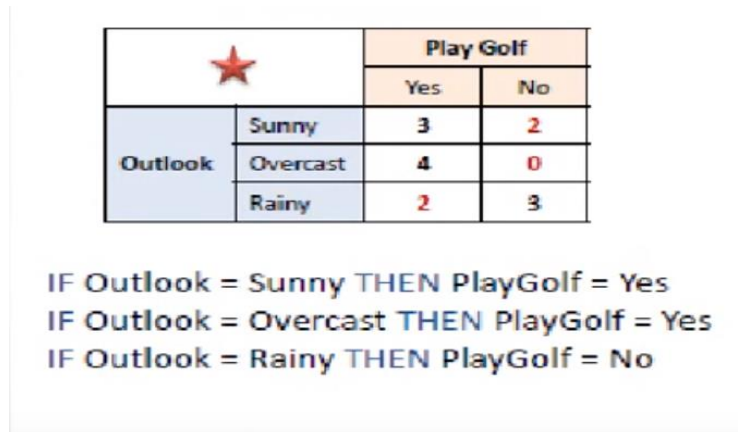 Play Golf
Yes No
Sunny 3 2
Outlook Overcast 4 0
Rainy 2 3
IF Outlook = Sunny THEN PlayGolf = Yes
IF Outlook = Overcast THEN PlayGolf = Yes
IF Outlook = Rainy THEN PlayGolf = No